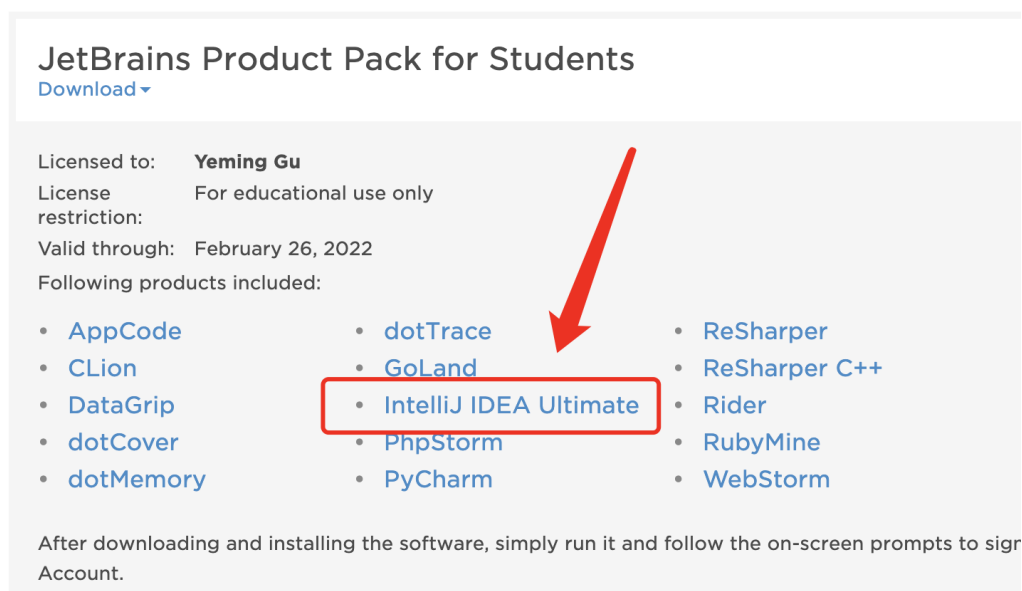 JetBrains Product Pack for Students
Download
Licensed to: Yeming Gu
License restriction: For educational use only
Valid through: February 26, 2022
Following products included:
AppCode
CLion
DataGrip
dotCover
dotMemory
dotTrace
GoLand
IntelliJ IDEA Ultimate
PhpStorm
PyCharm
ReSharper
ReSharper C++
Rider
RubyMine
WebStorm
After downloading and installing the software, simply run it and follow the on-screen prompts to
Account.